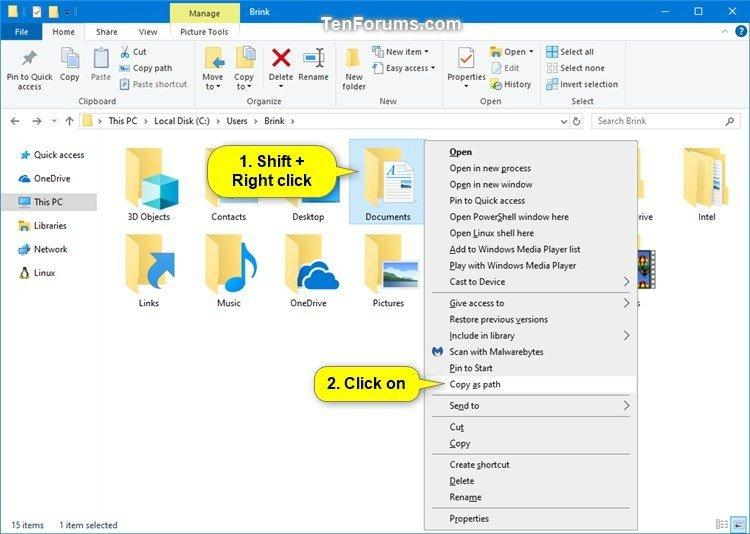 Manage
Brink
TenForums.com
File
Home
Share
View
Picture Tools
Pin to Quick
access
Copy
Paste
Cut
Copy path
Paste shortcut
Clipboard
Move
to
Copy
to
Delete
Rename
Organize
New
folder
New item
Easy access
New
Properties
Open
Edit
History
Open
Select all
Select none
Invert selection
Select
This PC
Local Disk (C:)
Users
Brink
Search Brink
Quick access
OneDrive
This PC
Libraries
Network
Linux
3D Objects
Contacts
Desktop
Documents
Intel
Links
Music
OneDrive
Pictures
1. Shift +
Right click
2. Click on
Open
Open in new process
Open in new window
Pin to Quick access
Open PowerShell window here
Open Linux shell here
Add to Windows Media Player list
Play with Windows Media Player
Cast to Device
Give access to
Restore previous versions
Include in library
Scan with Malwarebytes
Pin to Start
Copy as path
Send to
Cut
Copy
Create shortcut
Delete
Rename
Properties
15 items
1 item selected